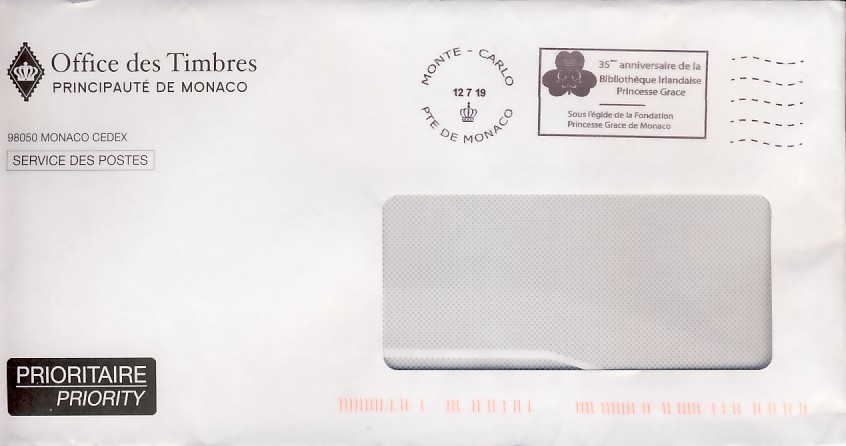 Office des Timbres
PRINCIPAUTÉ DE MONACO
98050 MONACO CEDEX
SERVICE DES POSTES
MONTE - CARLO
12 7 19
PTE DE MONACO
35ème anniversaire de la
Bibliothèque Irlandaise
Princesse Grace
Sous l'égide de la Fondation
Princesse Grace de Monaco
PRIORITAIRE
PRIORITY